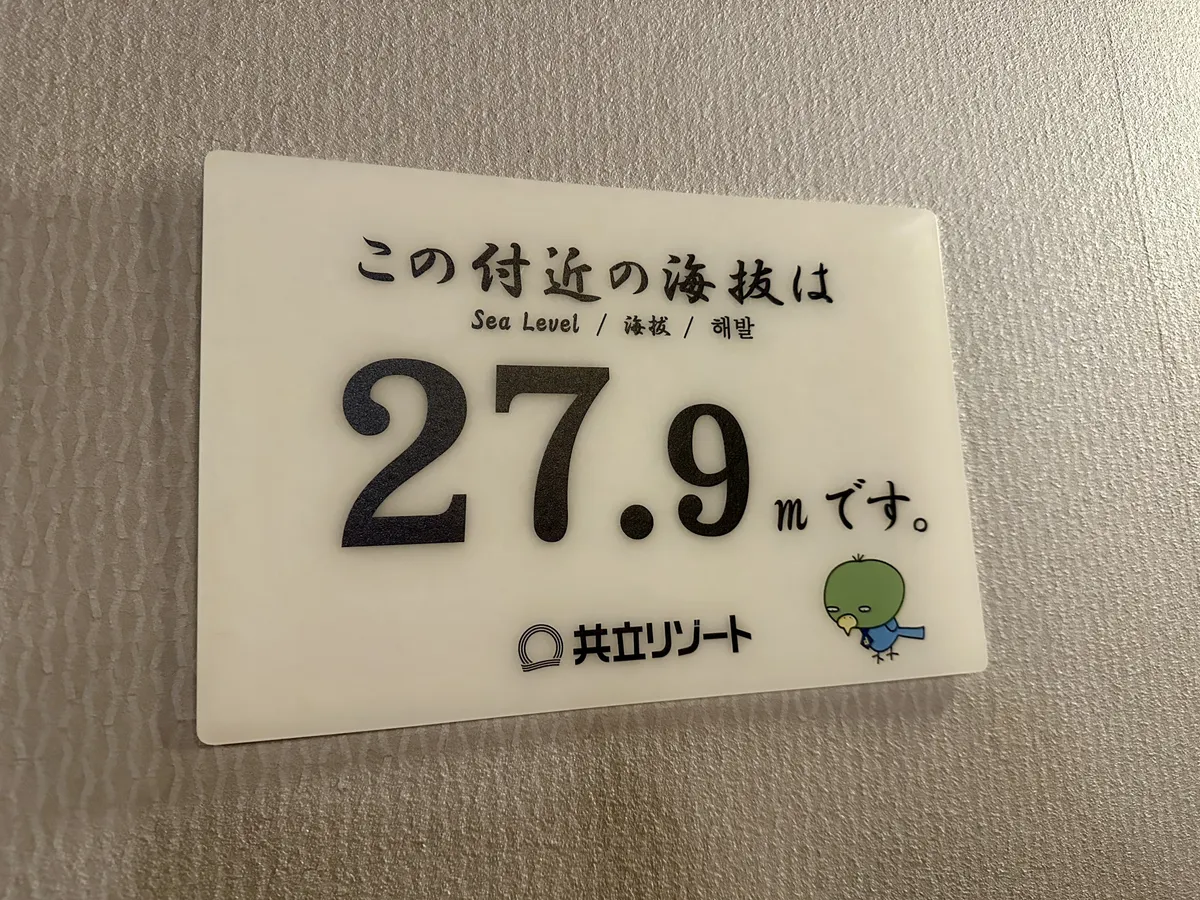 この付近の海抜は
Sea Level / 海拔 / 해발
27.9mです。
共立リゾート